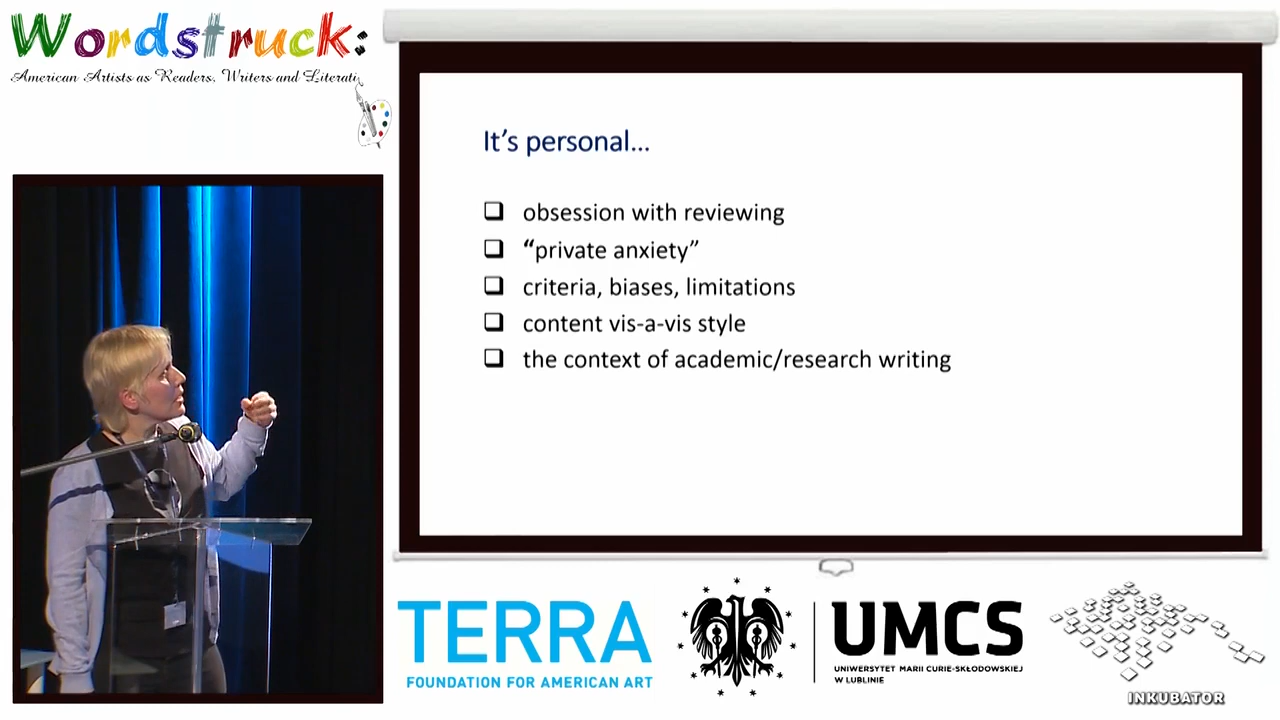 Wordstruck:
American Artists as Readers, Writers and Literati
It's personal...
obsession with reviewing
“private anxiety”
criteria, biases, limitations
content vis-a-vis style
the context of academic/research writing
TERRA
FOUNDATION FOR AMERICAN ART
UMCS
UNIWERSYTET MARII CURIE-SKŁODOWSKIEJ
W LUBLINIE
INKUBATOR